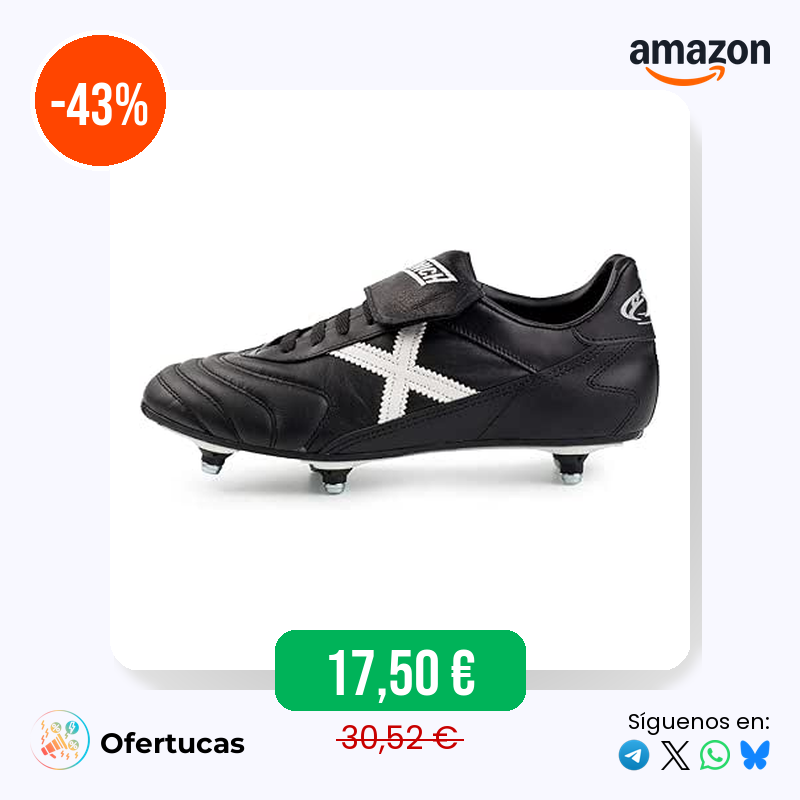 -43%
amazon
17,50 €
30,52 €
Ofertucas
Síguenos en: